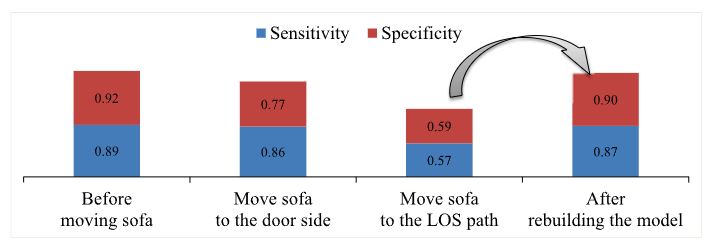 Sensitivity Specificity
0.92 0.77 0.59 0.90
0.89 0.86 0.57 0.87
Before Move sofa Move sofa After
moving sofa to the door side to the LOS path rebuilding the model